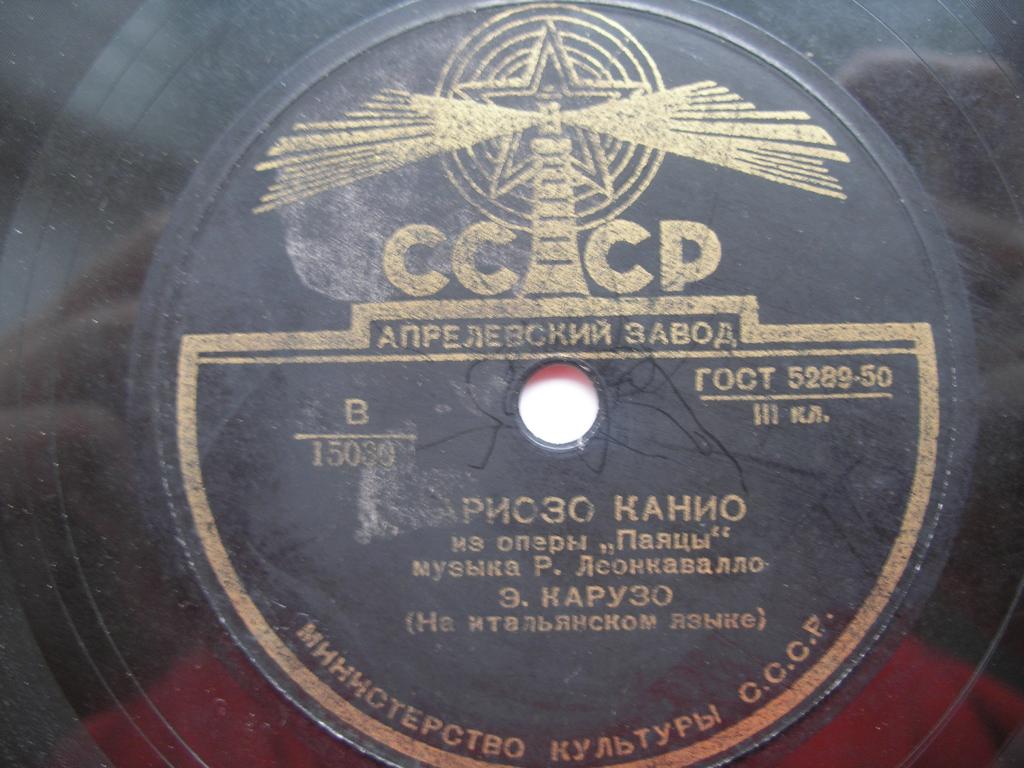 СССР
АПРЕЛЕВСКИЙ ЗАВОД
ГОСТ 5289-50
III кл.
В
АРИОЗО КАНИО
из оперы „Паяцы“
музыка Р. Леонкавалло
Э. КАРУЗО
(На итальянском языке)
МИНИСТЕРСТВО КУЛЬТУРЫ С.С.С.Р.